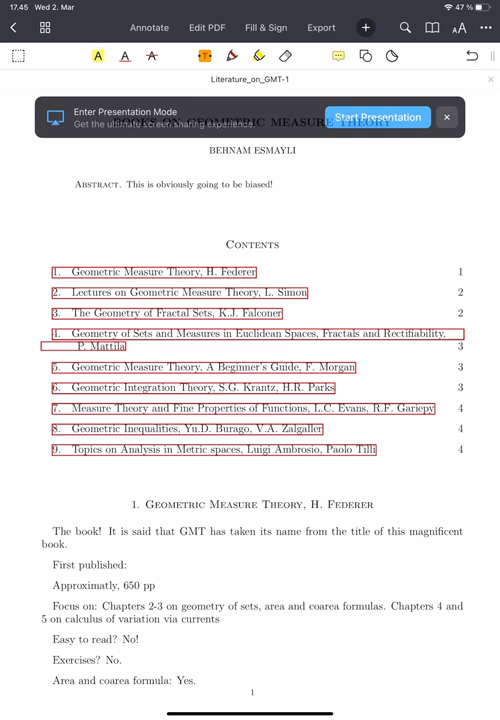 17.45 Wed 2. Mar
47 %
Annotate Edit PDF Fill & Sign Export
AA
A A A T
Literature_on_GMT-1
Enter Presentation Mode
Get the ultimate screen sharing experience.
Start Presentation
BOOKS ON GEOMETRIC MEASURE THEORY
BEHNAM ESMAYLI
Abstract. This is obviously going to be biased!
Contents
1. Geometric Measure Theory, H. Federer 1
2. Lectures on Geometric Measure Theory, L. Simon 2
3. The Geometry of Fractal Sets, K.J. Falconer 2
4. Geometry of Sets and Measures in Euclidean Spaces, Fractals and Rectifiability,
P. Mattila 3
5. Geometric Measure Theory, A Beginner's Guide, F. Morgan 3
6. Geometric Integration Theory, S.G. Krantz, H.R. Parks 3
7. Measure Theory and Fine Properties of Functions, L.C. Evans, R.F. Gariepy 4
8. Geometric Inequalities, Yu.D. Burago, V.A. Zalgaller 4
9. Topics on Analysis in Metric spaces, Luigi Ambrosio, Paolo Tilli 4
1. Geometric Measure Theory, H. Federer
The book! It is said that GMT has taken its name from the title of this magnificent
book.
First published:
Approximatly, 650 pp
Focus on: Chapters 2-3 on geometry of sets, area and coarea formulas. Chapters 4 and
5 on calculus of variation via currents
Easy to read? No!
Exercises? No.
Area and coarea formula: Yes.
1